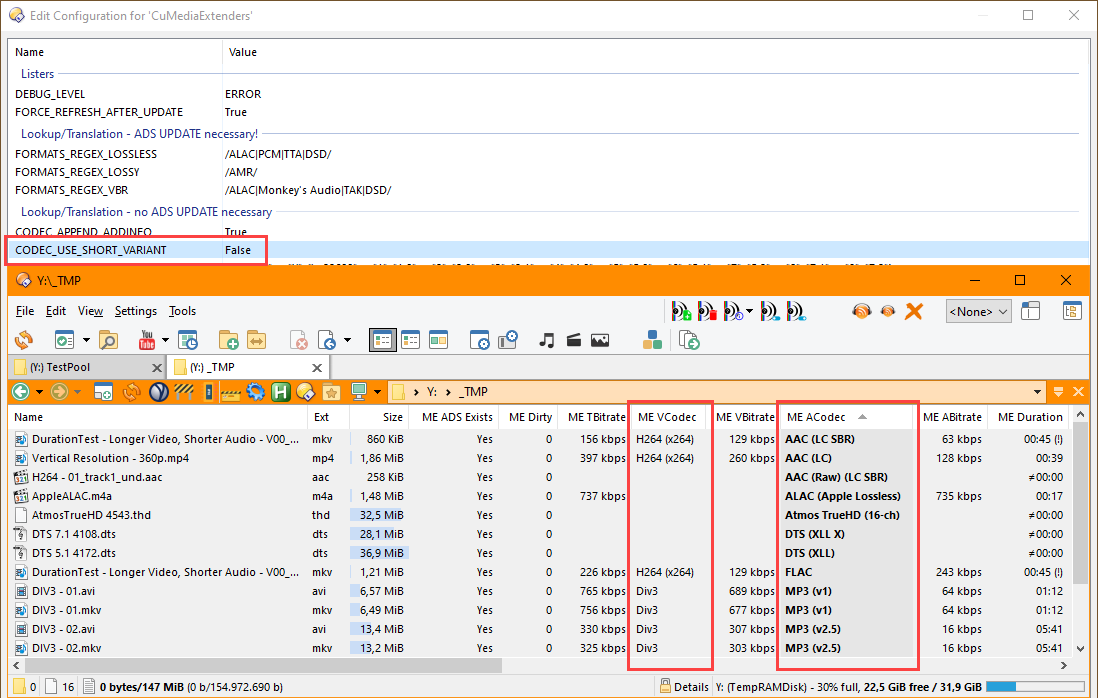 Edit Configuration for 'CuMediaExtenders'
Name Value
Listers
DEBUG_LEVEL ERROR
FORCE_REFRESH_AFTER_UPDATE True
Lookup/Translation - ADS UPDATE necessary!
FORMATS_REGEX_LOSSLESS /ALAC|PCM|TTA|DSD/
FORMATS_REGEX_LOSSY /AMR/
FORMATS_REGEX_VBR /ALAC|Monkey's Audio|TAK|DSD/
Lookup/Translation - no ADS UPDATE necessary
CODEC_APPEND_ADDINFO True
CODEC_USE_SHORT_VARIANT False
Y:\_TMP
File Edit View Settings Tools <None>
You Tube
(Y:) TestPool (Y:) _TMP
Y: _TMP
Name Ext Size ME ADS Exists ME Dirty ME TBitrate ME VCodec ME VBitrate ME ACodec ME ABitrate ME Duration
DurationTest - Longer Video, Shorter Audio - V00_... mkv 860 KiB Yes 0 156 kbps H264 (x264) 129 kbps AAC (LC SBR) 63 kbps 00:45 (!)
Vertical Resolution - 360p.mp4 mp4 1,86 MiB Yes 0 397 kbps H264 (x264) 260 kbps AAC (LC) 128 kbps 00:39
H264 - 01_track1_und.aac aac 258 KiB Yes 0 AAC (Raw) (LC SBR) ≠00:00
AppleALAC.m4a m4a 1,48 MiB Yes 0 737 kbps ALAC (Apple Lossless) 735 kbps 00:17
AtmosTrueHD 4543.thd thd 32,5 MiB Yes 0 Atmos TrueHD (16-ch) ≠00:00
DTS 7.1 4108.dts dts 28,1 MiB Yes 0 DTS (XLL X) ≠00:00
DTS 5.1 4172.dts dts 36,9 MiB Yes 0 DTS (XLL) ≠00:00
DurationTest - Longer Video, Shorter Audio - V00_... mkv 1,21 MiB Yes 0 226 kbps H264 (x264) 129 kbps FLAC 243 kbps 00:45 (!)
DIV3 - 01.avi avi 6,57 MiB Yes 0 765 kbps Div3 689 kbps MP3 (v1) 64 kbps 01:12
DIV3 - 01.mkv mkv 6,49 MiB Yes 0 756 kbps Div3 677 kbps MP3 (v1) 64 kbps 01:12
DIV3 - 02.avi avi 13,4 MiB Yes 0 330 kbps Div3 307 kbps MP3 (v2.5) 16 kbps 05:41
DIV3 - 02.mkv mkv 13,2 MiB Yes 0 325 kbps Div3 303 kbps MP3 (v2.5) 16 kbps 05:41
0 16 0 bytes/147 MiB (0 b/154.972.690 b) Details Y: (TempRAMDisk) - 30% full, 22,5 GiB free / 31,9 GiB